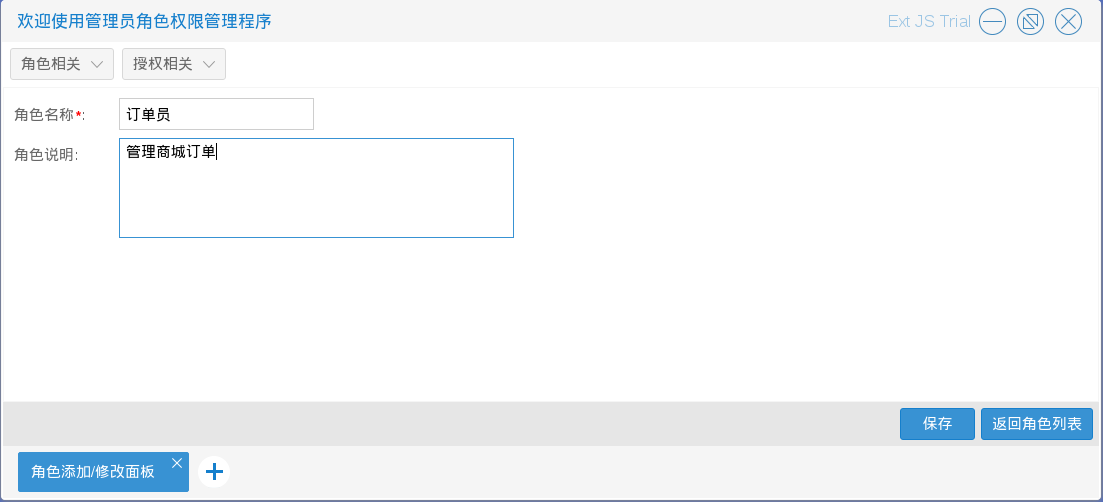 欢迎使用管理员角色权限管理程序 Ext JS Trial
角色相关 授权相关
角色名称*: 订单员
角色说明: 管理商城订单
保存 返回角色列表
角色添加/修改面板